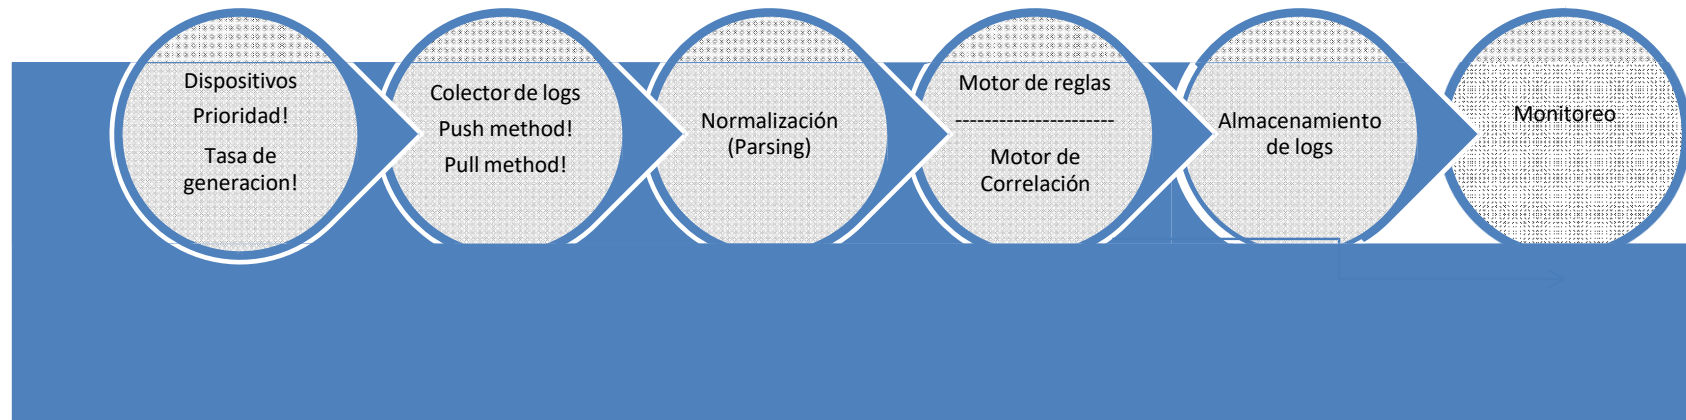 Dispositivos
Prioridad!
Tasa de
generacion!
Colector de logs
Push method!
Pull method!
Normalización
(Parsing)
Motor de reglas
----------------------
Motor de
Correlación
Almacenamiento
de logs
Monitoreo